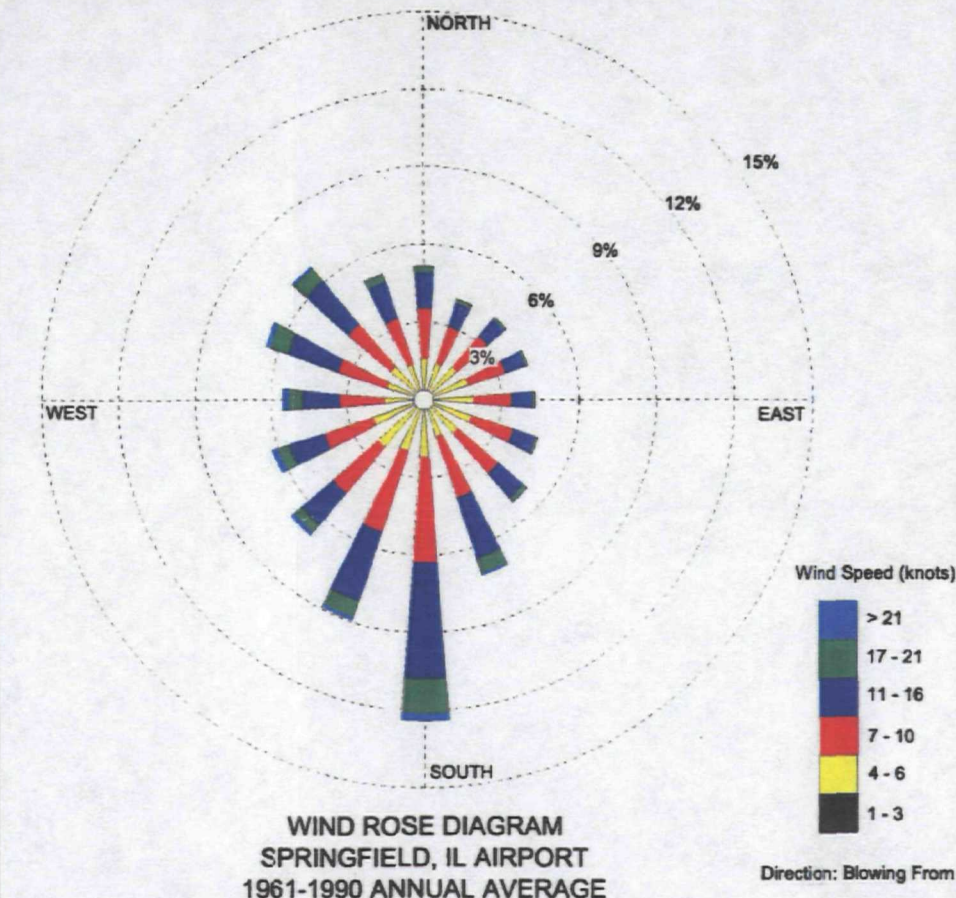 NORTH
15%
12%
9%
6%
3%
WEST
EAST
SOUTH
Wind Speed (knots)
> 21
17 - 21
11 - 16
7 - 10
4 - 6
1 - 3
WIND ROSE DIAGRAM
SPRINGFIELD, IL AIRPORT
1961-1990 ANNUAL AVERAGE
Direction: Blowing From